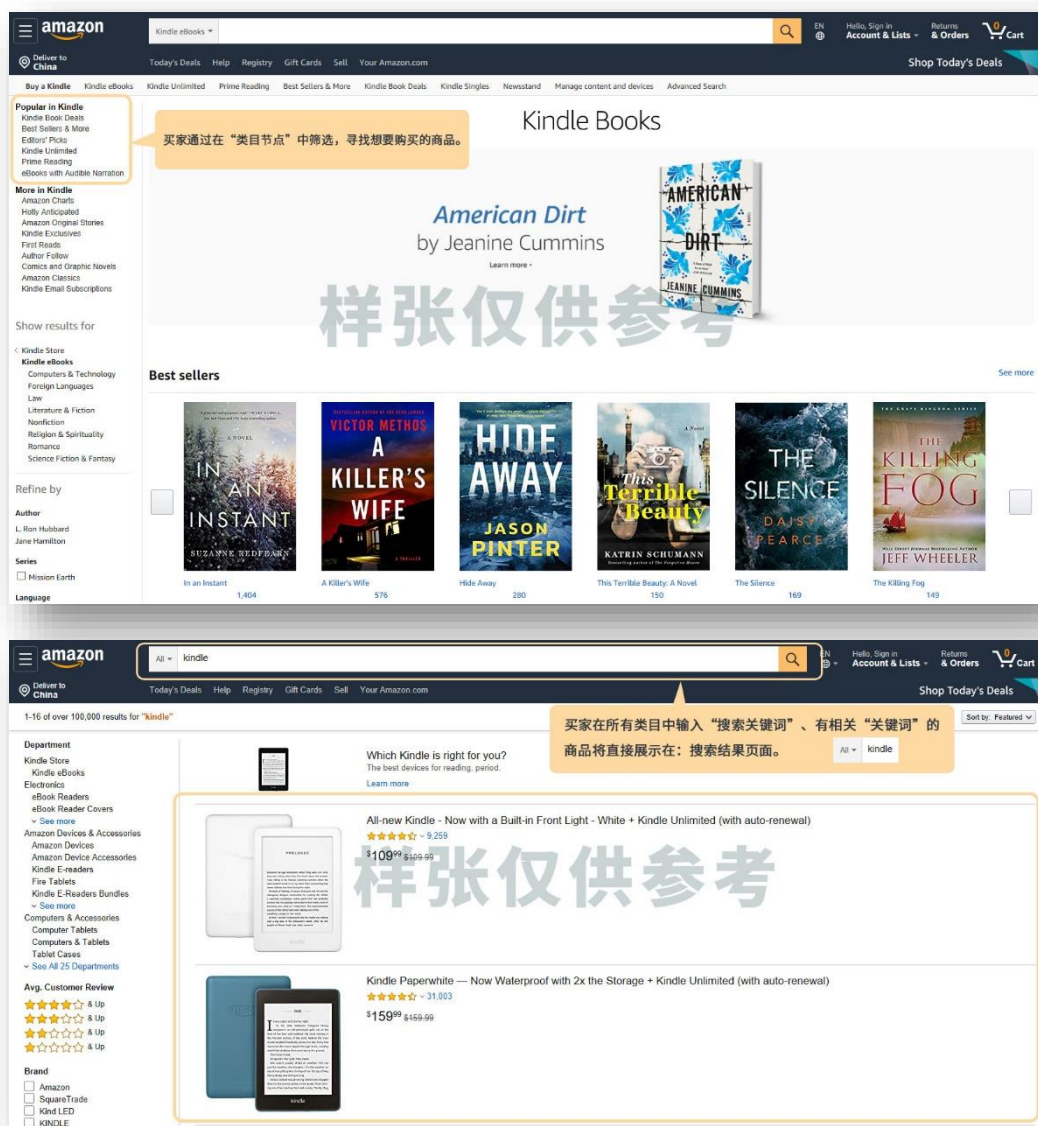 amazon
Kindle eBooks
EN
Hello, Sign in
Account & Lists
Returns
& Orders
0
Cart
Deliver to
China
Today's Deals Help Registry Gift Cards Sell Your Amazon.com
Shop Today's Deals
Buy a Kindle Kindle eBooks Kindle Unlimited Prime Reading Best Sellers & More Kindle Book Deals Kindle Singles Newsstand Manage content and devices Advanced Search
Popular in Kindle
Kindle Book Deals
Best Sellers & More
Editors' Picks
Kindle Unlimited
Prime Reading
eBooks with Audible Narration
买家通过在“类目节点”中筛选，寻找想要购买的商品。
More in Kindle
Amazon Charts
Hotly Anticipated
Amazon Original Stories
Kindle Exclusives
First Reads
Author Follow
Comics and Graphic Novels
Amazon Classics
Kindle Email Subscriptions
Kindle Books
American Dirt
by Jeanine Cummins
Learn more ›
AMERICAN
DIRT
JEANINE CUMMINS
样张仅供参考
Show results for
‹ Kindle Store
Kindle eBooks
Computers & Technology
Foreign Languages
Law
Literature & Fiction
Nonfiction
Religion & Spirituality
Romance
Science Fiction & Fantasy
Refine by
Author
L. Ron Hubbard
Jane Hamilton
Series
Mission Earth
Language
Best sellers
See more
A NOVEL
IN
AN
INSTANT
SUZANNE REDFEARN
VICTOR METHOS
A
KILLER'S
WIFE
A THRILLER
HIDE
AWAY
JASON
PINTER
A Novel
This
Terrible
Beauty
KATRIN SCHUMANN
THE
SILENCE
DAISY
PEARCE
THE GRAVE KINGDOM SERIES
THE
KILLING
FOG
JEFF WHEELER
In an Instant
1,404
A Killer's Wife
576
Hide Away
280
This Terrible Beauty: A Novel
150
The Silence
169
The Killing Fog
149
amazon
All kindle
EN
Hello, Sign in
Account & Lists
Returns
& Orders
0
Cart
Deliver to
China
Today's Deals Help Registry Gift Cards Sell Your Amazon.com
Shop Today's Deals
1-16 of over 100,000 results for "kindle"
Sort by: Featured
买家在所有类目中输入“搜索关键词”、有相关“关键词”的
商品将直接展示在：搜索结果页面。
All kindle
Department
Kindle Store
Kindle eBooks
Electronics
eBook Readers
eBook Reader Covers
See more
Amazon Devices & Accessories
Amazon Devices
Amazon Device Accessories
Kindle E-readers
Fire Tablets
Kindle E-Readers Bundles
See more
Computers & Accessories
Computer Tablets
Computers & Tablets
Tablet Cases
See All 25 Departments
Avg. Customer Review
& Up
& Up
& Up
& Up
Brand
Amazon
SquareTrade
Kind LED
KINDLE
Which Kindle is right for you?
The best devices for reading, period.
Learn more
All-new Kindle - Now with a Built-in Front Light - White + Kindle Unlimited (with auto-renewal)
9,259
$109⁹⁹ $109.99
样张仅供参考
PROLOGUE
kindle
Kindle Paperwhite — Now Waterproof with 2x the Storage + Kindle Unlimited (with auto-renewal)
31,003
$159⁹⁹ $159.99
kindle